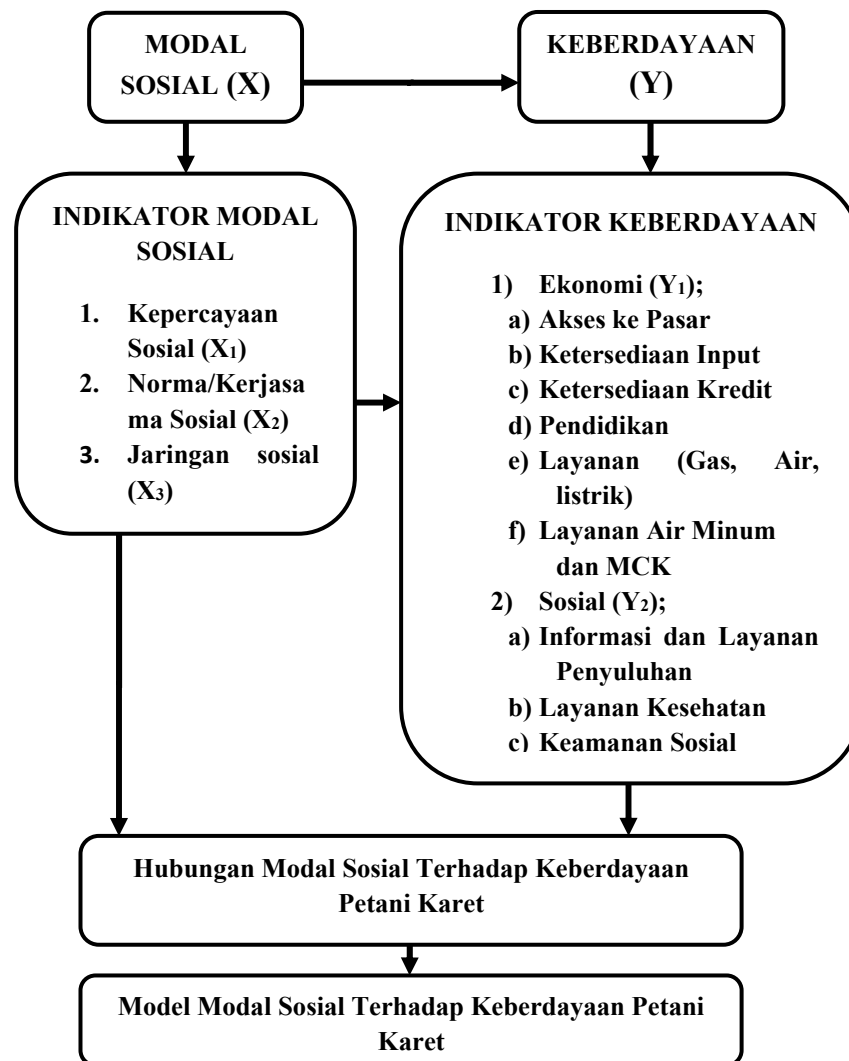 MODAL
SOSIAL (X)
KEBERDAYAAN
(Y)
INDIKATOR MODAL
SOSIAL
1. Kepercayaan
Sosial (X₁)
2. Norma/Kerjasa
ma Sosial (X₂)
3. Jaringan sosial
(X₃)
INDIKATOR KEBERDAYAAN
1) Ekonomi (Y₁);
a) Akses ke Pasar
b) Ketersediaan Input
c) Ketersediaan Kredit
d) Pendidikan
e) Layanan (Gas, Air,
listrik)
f) Layanan Air Minum
dan MCK
2) Sosial (Y₂);
a) Informasi dan Layanan
Penyuluhan
b) Layanan Kesehatan
c) Keamanan Sosial
Hubungan Modal Sosial Terhadap Keberdayaan
Petani Karet
Model Modal Sosial Terhadap Keberdayaan Petani
Karet